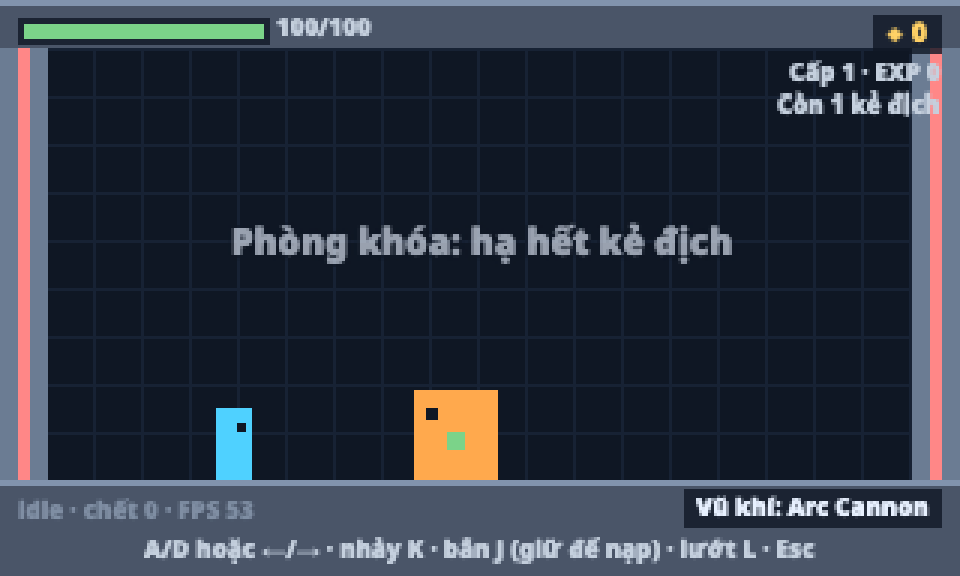 100/100
0
Cấp 1 · EXP 0
Còn 1 kẻ địch
Phòng khóa: hạ hết kẻ địch
idle · chết 0 · FPS 53
Vũ khí: Arc Cannon
A/D hoặc ←/→ · nhảy K · bắn J (giữ để nạp) · lướt L · Esc